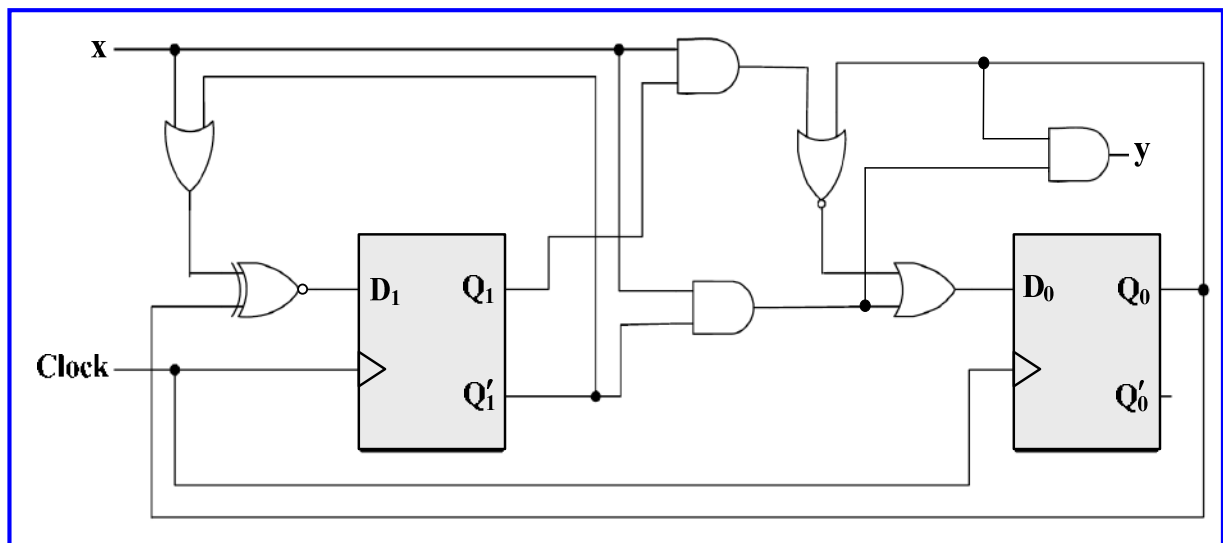 x
y
D₁ Q₁
D₀ Q₀
Clock
Q₁′
Q₀′